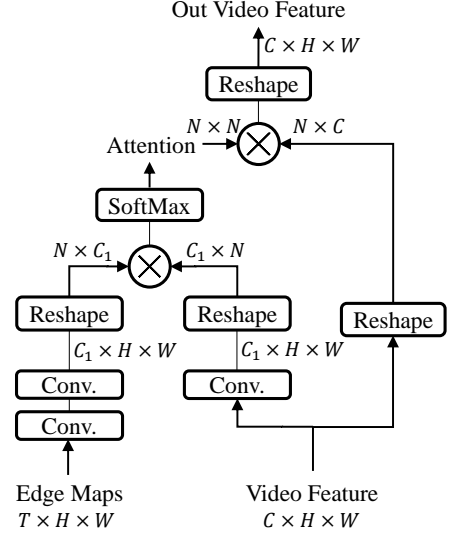 Out Video Feature
C × H × W
Reshape
N × N
N × C
Attention
SoftMax
N × C₁
C₁ × N
Reshape
Reshape
Reshape
C₁ × H × W
C₁ × H × W
Conv.
Conv.
Conv.
Edge Maps
T × H × W
Video Feature
C × H × W